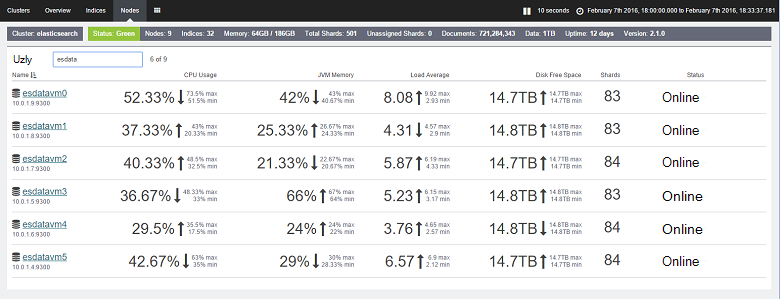 Clusters Overview Indices Nodes 10 seconds February 7th 2016, 18:00:00.000 to February 7th 2016, 18:33:37.181
Cluster: elasticsearch Status: Green Nodes: 9 Indices: 32 Memory: 64GB / 186GB Total Shards: 501 Unassigned Shards: 0 Documents: 721,284,343 Data: 1TB Uptime: 12 days Version: 2.1.0
Uzly esdata 6 of 9
Name CPU Usage JVM Memory Load Average Disk Free Space Shards Status
esdatavm0 52.33% 73.5% max 42% 43% max 8.08 9.92 max 14.7TB 14.7TB max 83 Online
10.0.1.9:9300 51.5% min 40.67% min 2.93 min 14.7TB min
esdatavm1 37.33% 43% max 25.33% 26.67% max 4.31 4.57 max 14.8TB 14.8TB max 83 Online
10.0.1.8:9300 20.33% min 24.33% min 2.9 min 14.8TB min
esdatavm2 40.33% 48.5% max 21.33% 22.67% max 5.87 6.19 max 14.7TB 14.7TB max 84 Online
10.0.1.7:9300 32.5% min 20.67% min 4.33 min 14.7TB min
esdatavm3 36.67% 48.33% max 66% 67% max 5.23 6.15 max 14.8TB 14.8TB max 83 Online
10.0.1.5:9300 33% min 64% min 3.17 min 14.8TB min
esdatavm4 29.5% 35.5% max 24% 24% max 3.76 4.65 max 14.8TB 14.8TB max 84 Online
10.0.1.6:9300 17.5% min 22% min 2.57 min 14.8TB min
esdatavm5 42.67% 63% max 29% 30% max 6.57 6.9 max 14.7TB 14.7TB max 84 Online
10.0.1.4:9300 35% min 28.33% min 2.12 min 14.7TB min